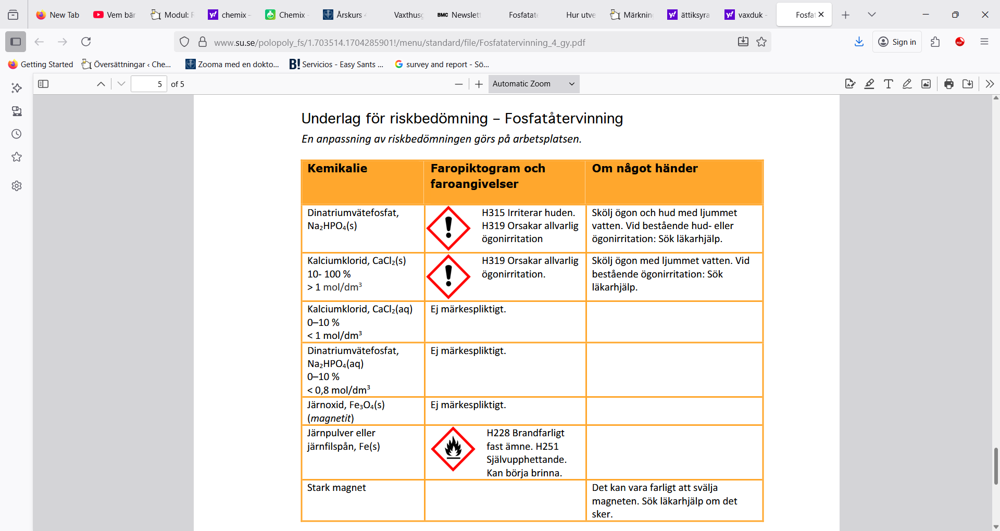 New Tab
Vem bär
Modul:
chemix -
Chemix -
Årskurs
Vaxthusg
BMC Newslett
Fosfatate
Hur utve
Märknin
ättiksyra
vaxduk -
Fosfat
www.su.se/polopoly_fs/1.703514.1704285901!/menu/standard/file/Fosfatatervinning_4_gy.pdf
Sign in
Getting Started
Översättningar ‹ Che...
Zooma med en dokto...
B! Servicios - Easy Sants ...
survey and report - Sö...
5 of 5
Automatic Zoom
Underlag för riskbedömning – Fosfatåtervinning
En anpassning av riskbedömningen görs på arbetsplatsen.
Kemikalie
Faropiktogram och
faroangivelser
Om något händer
Dinatriumvätefosfat,
Na₂HPO₄(s)
H315 Irriterar huden.
H319 Orsakar allvarlig
ögonirritation
Skölj ögon och hud med ljummet
vatten. Vid bestående hud- eller
ögonirritation: Sök läkarhjälp.
Kalciumklorid, CaCl₂(s)
10- 100 %
> 1 mol/dm³
H319 Orsakar allvarlig
ögonirritation.
Skölj ögon med ljummet vatten. Vid
bestående ögonirritation: Sök
läkarhjälp.
Kalciumklorid, CaCl₂(aq)
0–10 %
< 1 mol/dm³
Ej märkespliktigt.
Dinatriumvätefosfat,
Na₂HPO₄(aq)
0–10 %
< 0,8 mol/dm³
Ej märkespliktigt.
Järnoxid, Fe₃O₄(s)
(magnetit)
Ej märkespliktigt.
Järnpulver eller
järnfilspån, Fe(s)
H228 Brandfarligt
fast ämne. H251
Självupphettande.
Kan börja brinna.
Stark magnet
Det kan vara farligt att svälja
magneten. Sök läkarhjälp om det
sker.